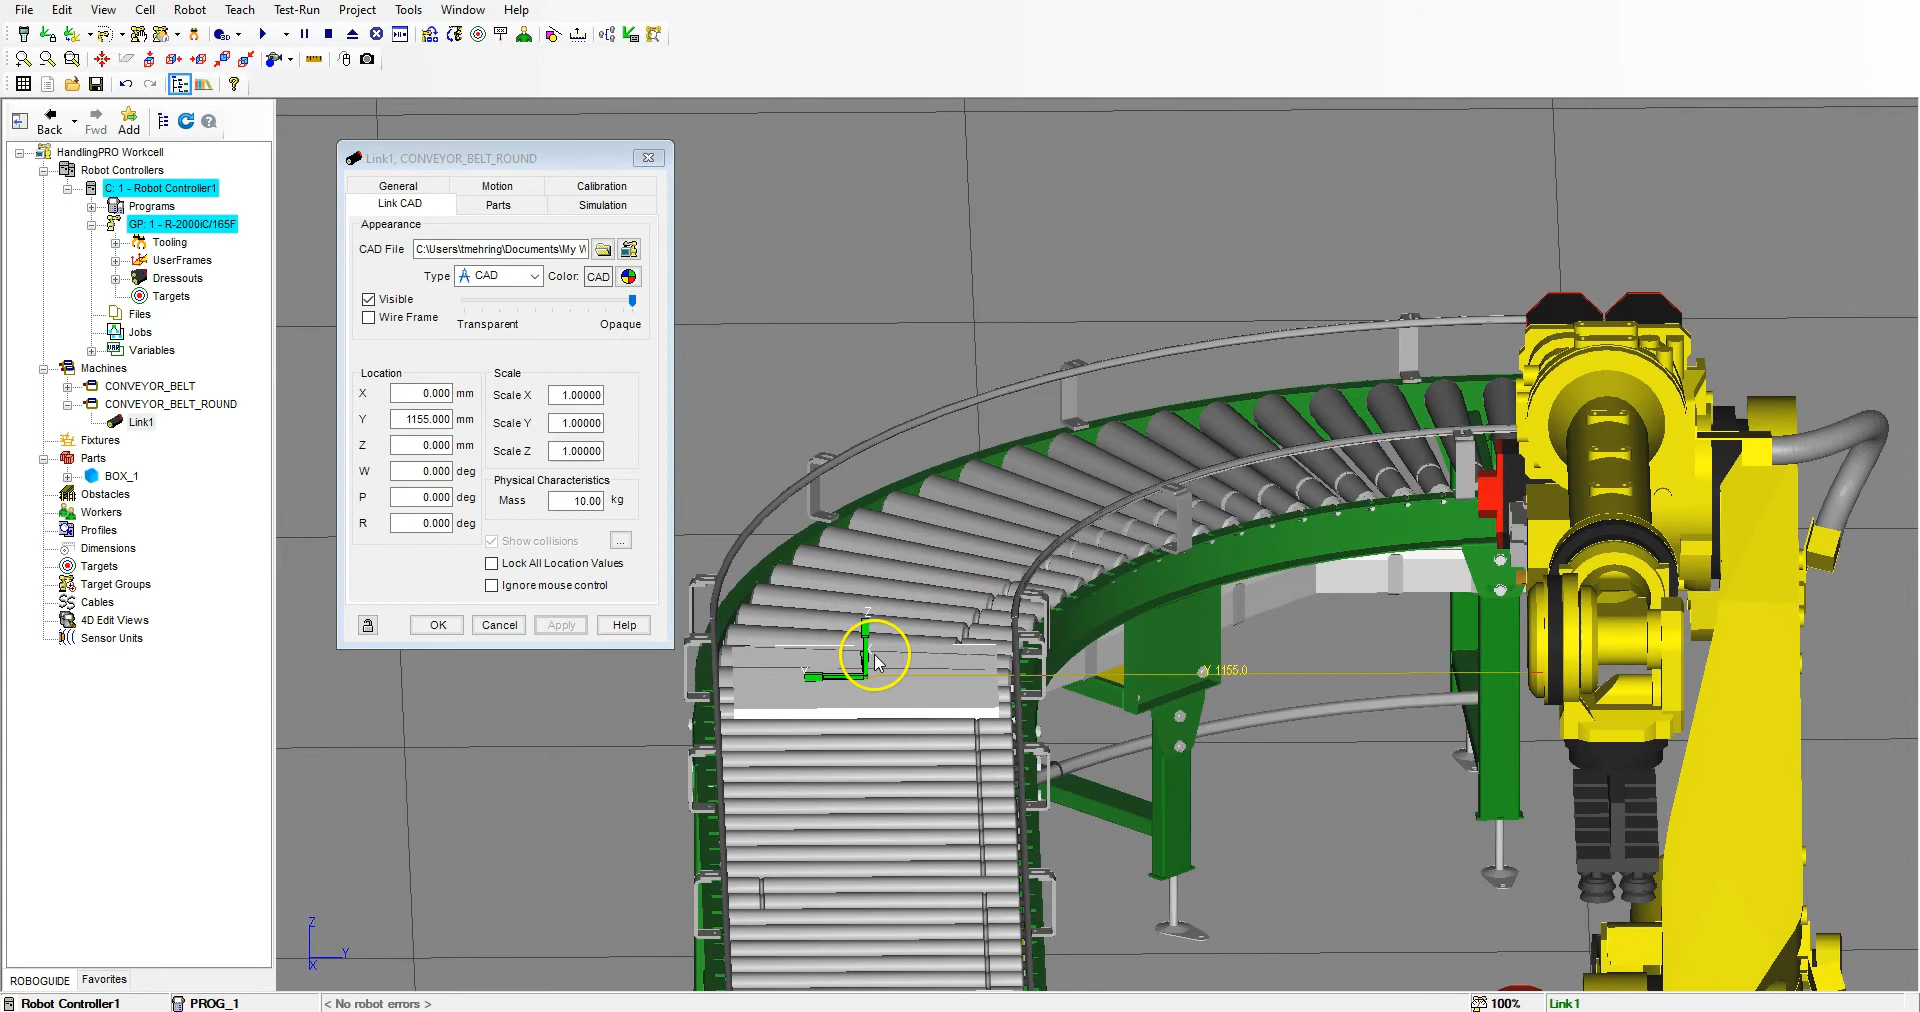 File Edit View Cell Robot Teach Test-Run Project Tools Window Help
Back Fwd Add
HandlingPRO Workcell
Robot Controllers
C: 1 - Robot Controller1
Programs
GP: 1 - R-2000iC/165F
Tooling
UserFrames
Dressouts
Targets
Files
Jobs
Variables
Machines
CONVEYOR_BELT
CONVEYOR_BELT_ROUND
Link1
Fixtures
Parts
BOX_1
Obstacles
Workers
Profiles
Dimensions
Targets
Target Groups
Cables
4D Edit Views
Sensor Units
ROBOGUIDE Favorites
Link1, CONVEYOR_BELT_ROUND
General Motion Calibration
Link CAD Parts Simulation
Appearance
CAD File C:\Users\tmehring\Documents\My W
Type CAD Color: CAD
Visible
Wire Frame
Transparent Opaque
Location
X 0.000 mm
Y 1155.000 mm
Z 0.000 mm
W 0.000 deg
P 0.000 deg
R 0.000 deg
Scale
Scale X 1.00000
Scale Y 1.00000
Scale Z 1.00000
Physical Characteristics
Mass 10.00 kg
Show collisions ...
Lock All Location Values
Ignore mouse control
OK Cancel Apply Help
Z
Y
Y 1155.0
Z
Y
X
Robot Controller1 PROG_1 < No robot errors > 100% Link1